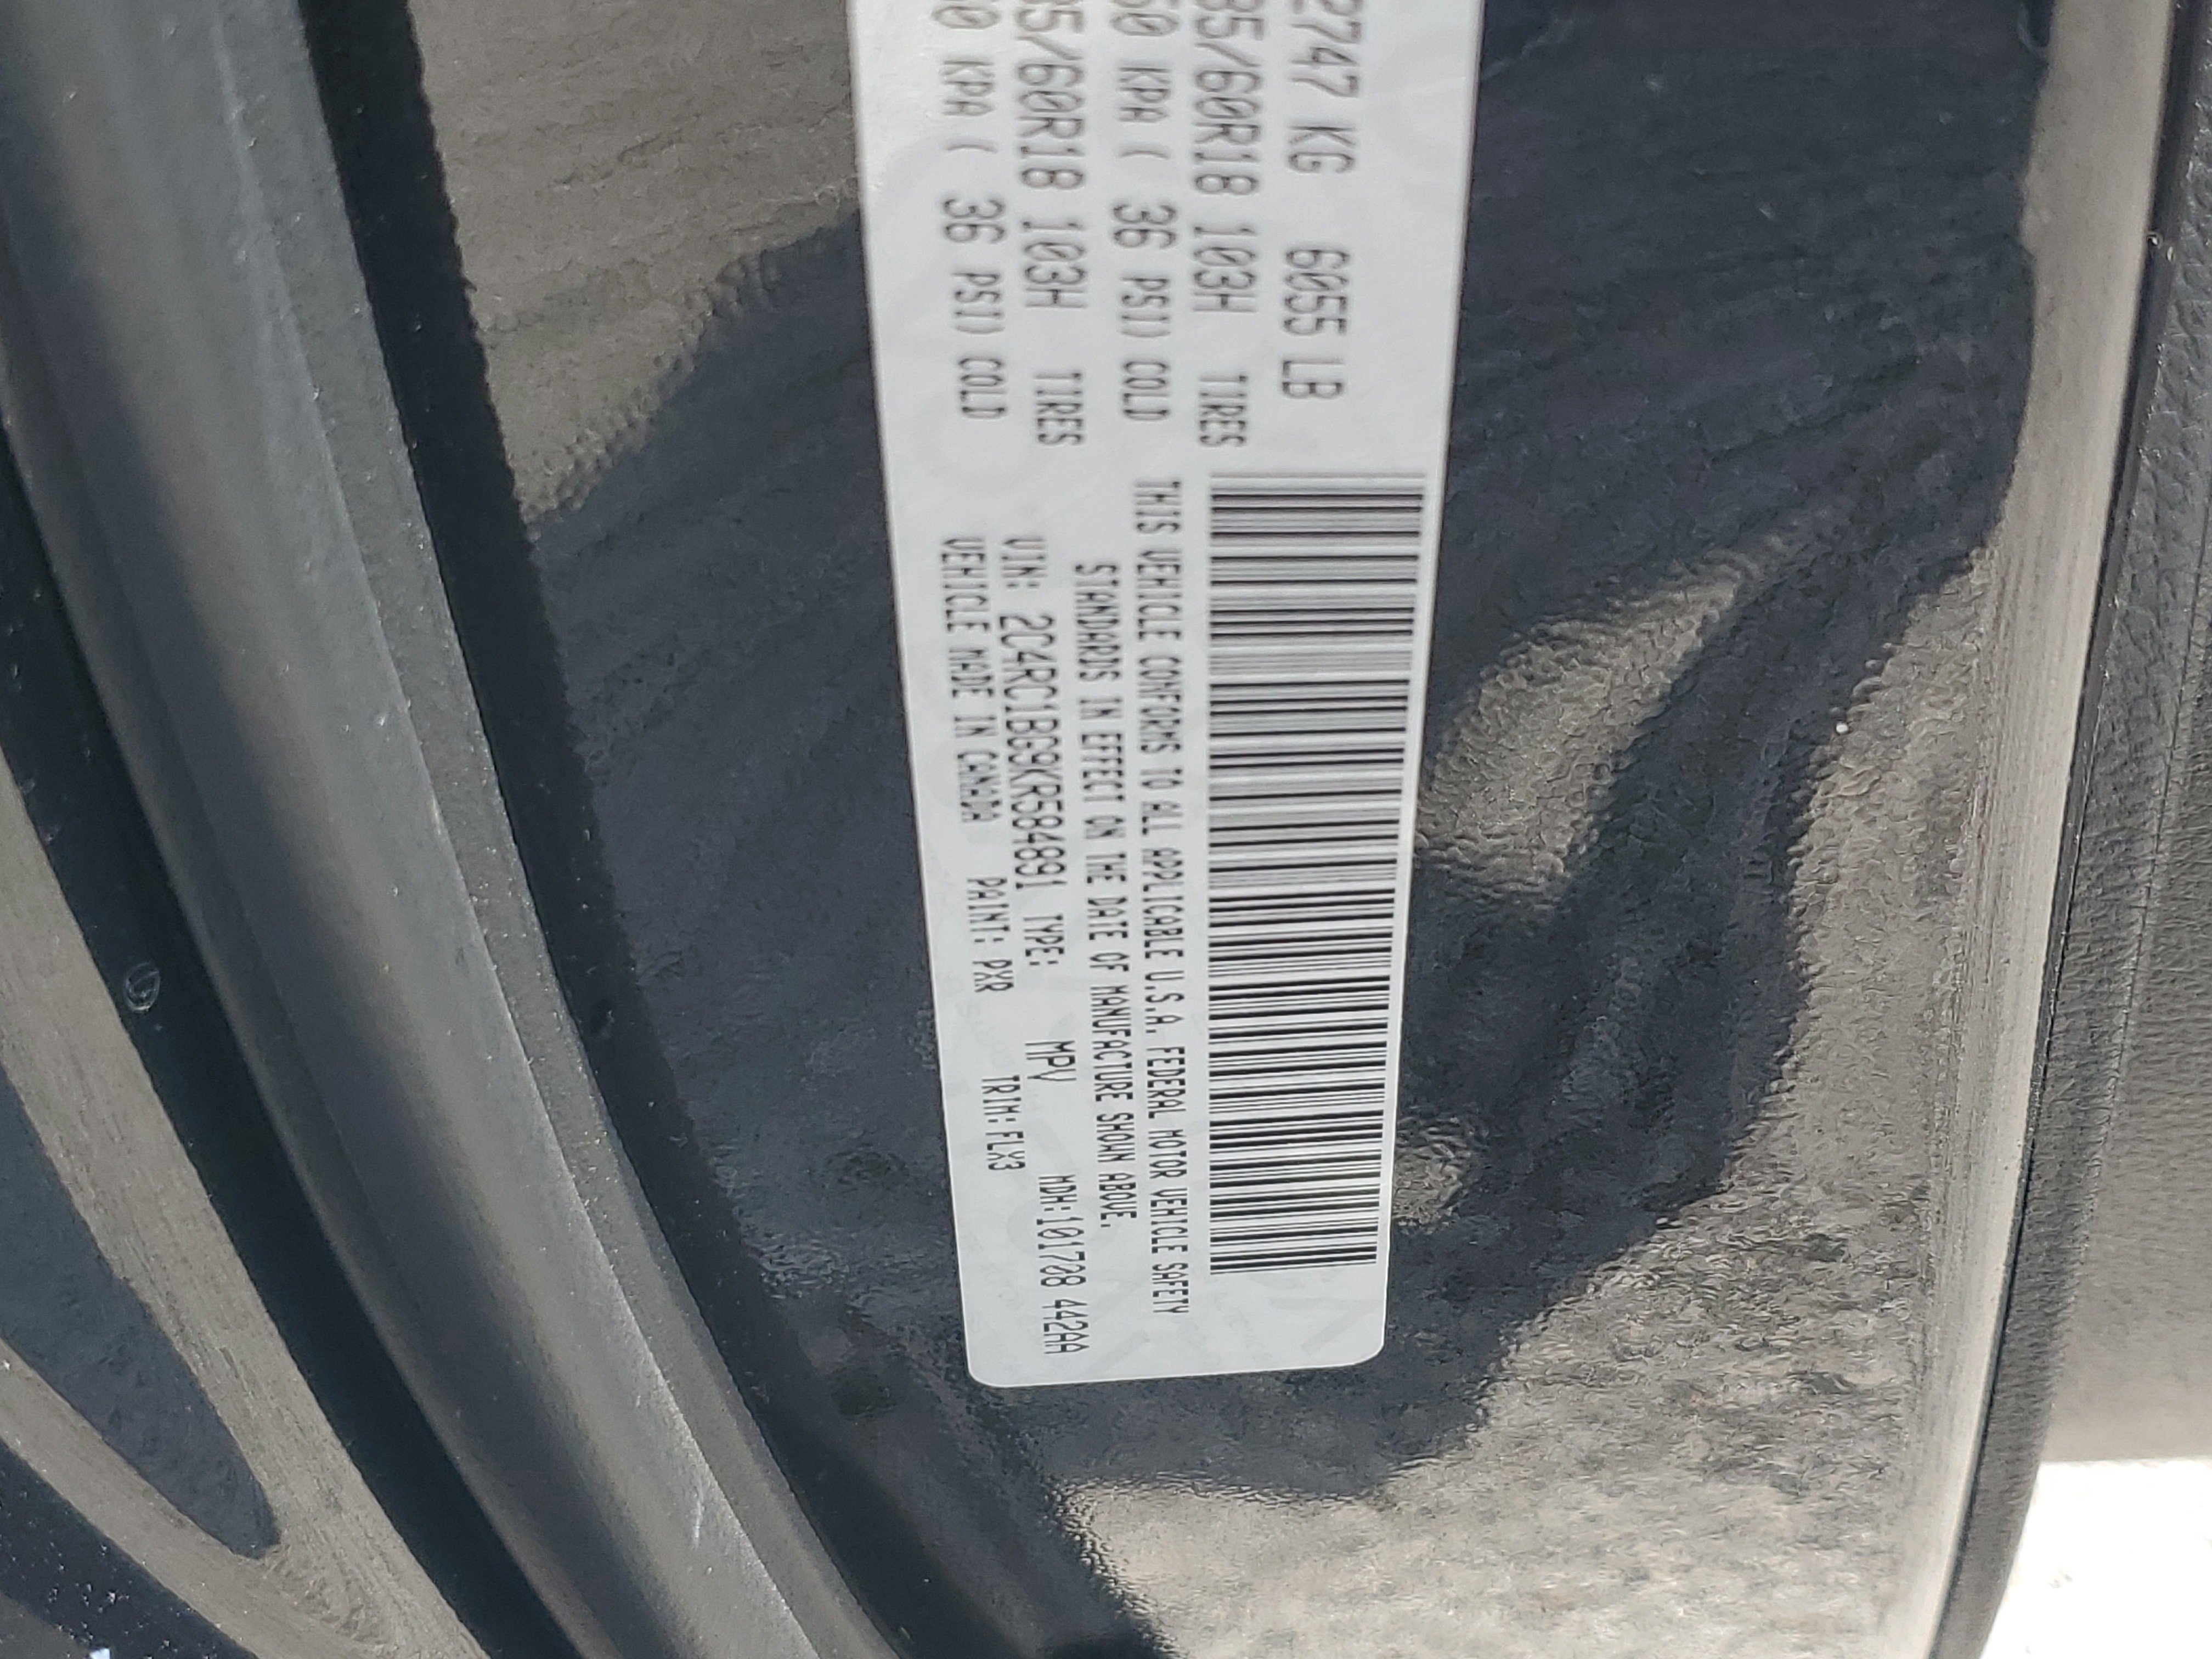 2747 KG 6055 LB
85/60R18 103H TIRES
60 KPA ( 36 PSI) COLD
35/60R18 103H TIRES
0 KPA ( 36 PSI) COLD
THIS VEHICLE CONFORMS TO ALL APPLICABLE U.S.A. FEDERAL MOTOR VEHICLE SAFETY
STANDARDS IN EFFECT ON THE DATE OF MANUFACTURE SHOWN ABOVE.
VIN: 2C4RC1BG9KR584891 TYPE: MPV MDH:101708 442AA
VEHICLE MADE IN CANADA PAINT: PXR TRIM: FLX3